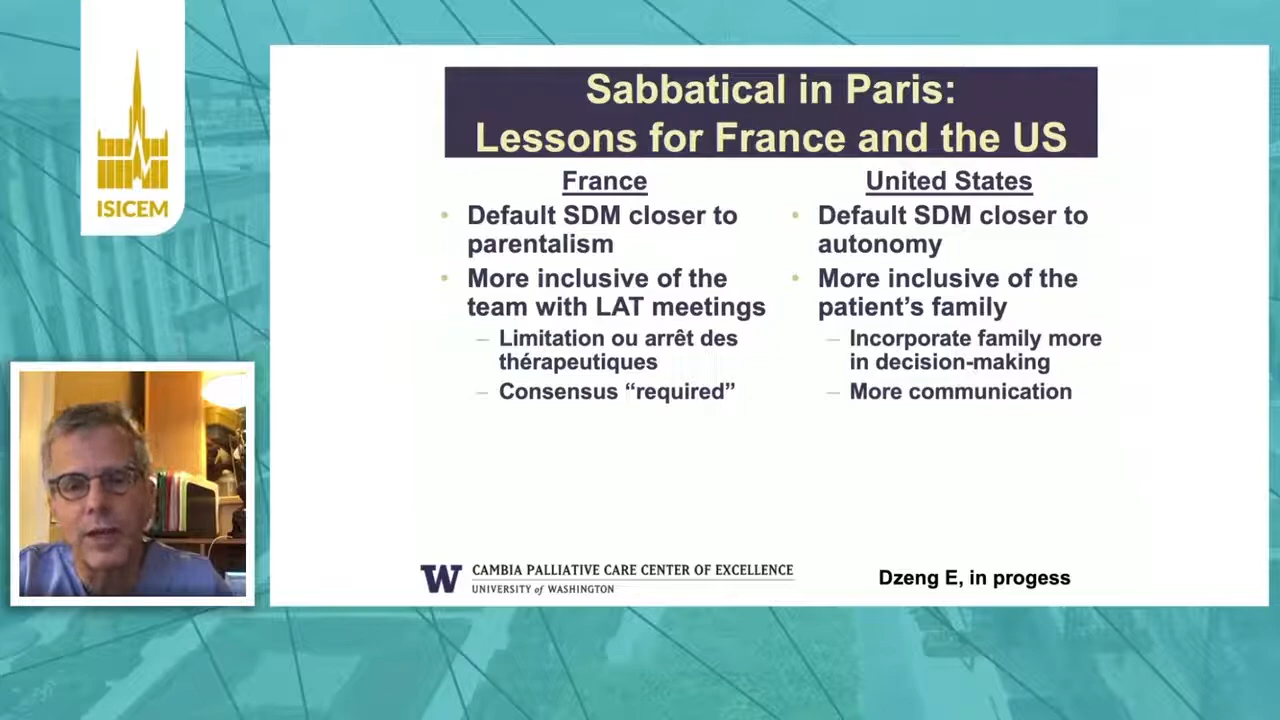 ISICEM
Sabbatical in Paris:
Lessons for France and the US
France
• Default SDM closer to
parentalism
• More inclusive of the
team with LAT meetings
– Limitation ou arrêt des
thérapeutiques
– Consensus “required”
United States
• Default SDM closer to
autonomy
• More inclusive of the
patient’s family
– Incorporate family more
in decision-making
– More communication
W CAMBIA PALLIATIVE CARE CENTER OF EXCELLENCE
UNIVERSITY of WASHINGTON
Dzeng E, in progess